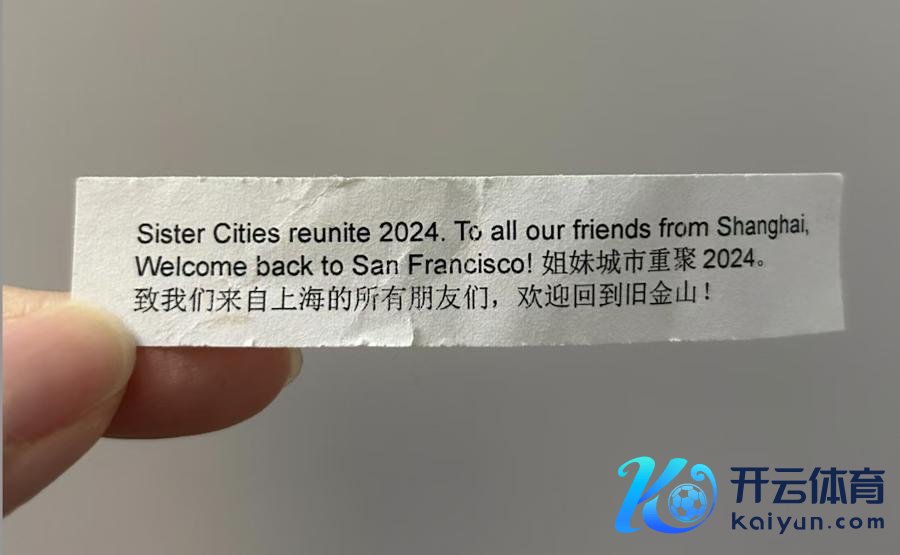 Sister Cities reunite 2024. To all our friends from Shanghai,
Welcome back to San Francisco! 姐妹城市重聚 2024。
致我们来自上海的所有朋友们，欢迎回到旧金山！
开云体育
kaiyun.com